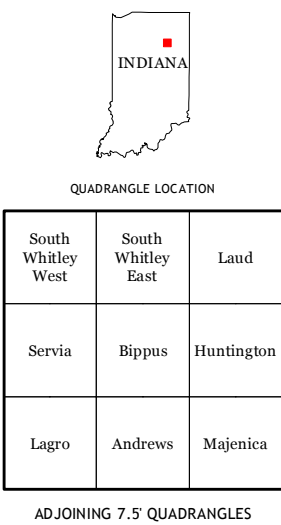 INDIANA
QUADRANGLE LOCATION
South
Whitley
West
South
Whitley
East
Laud
Servia
Bippus
Huntington
Lagro
Andrews
Majenica
ADJOINING 7.5' QUADRANGLES